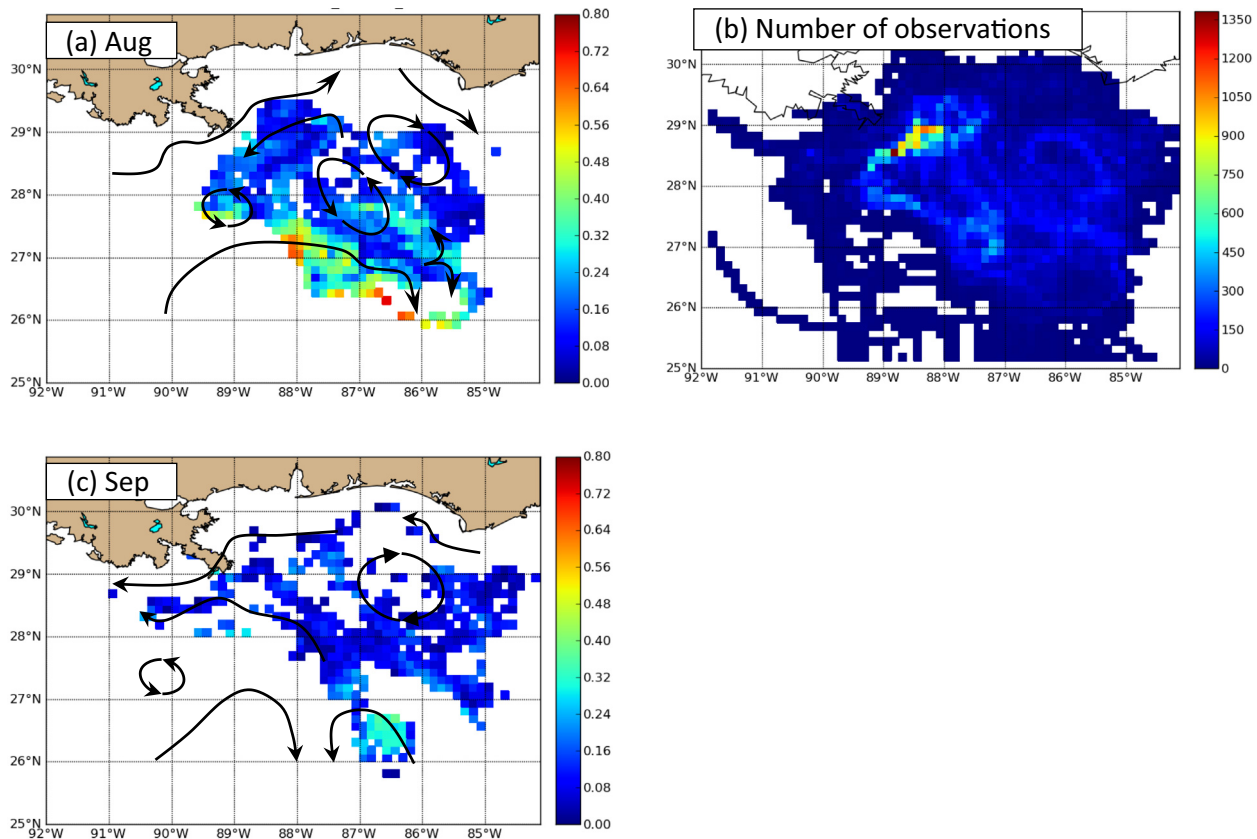 (a) Aug
30°N
29°N
28°N
27°N
26°N
25°N
92°W 91°W 90°W 89°W 88°W 87°W 86°W 85°W
0.80
0.72
0.64
0.56
0.48
0.40
0.32
0.24
0.16
0.08
0.00
(b) Number of observations
30°N
29°N
28°N
27°N
26°N
25°N
92°W 91°W 90°W 89°W 88°W 87°W 86°W 85°W
1350
1200
1050
900
750
600
450
300
150
0
(c) Sep
30°N
29°N
28°N
27°N
26°N
25°N
92°W 91°W 90°W 89°W 88°W 87°W 86°W 85°W
0.80
0.72
0.64
0.56
0.48
0.40
0.32
0.24
0.16
0.08
0.00